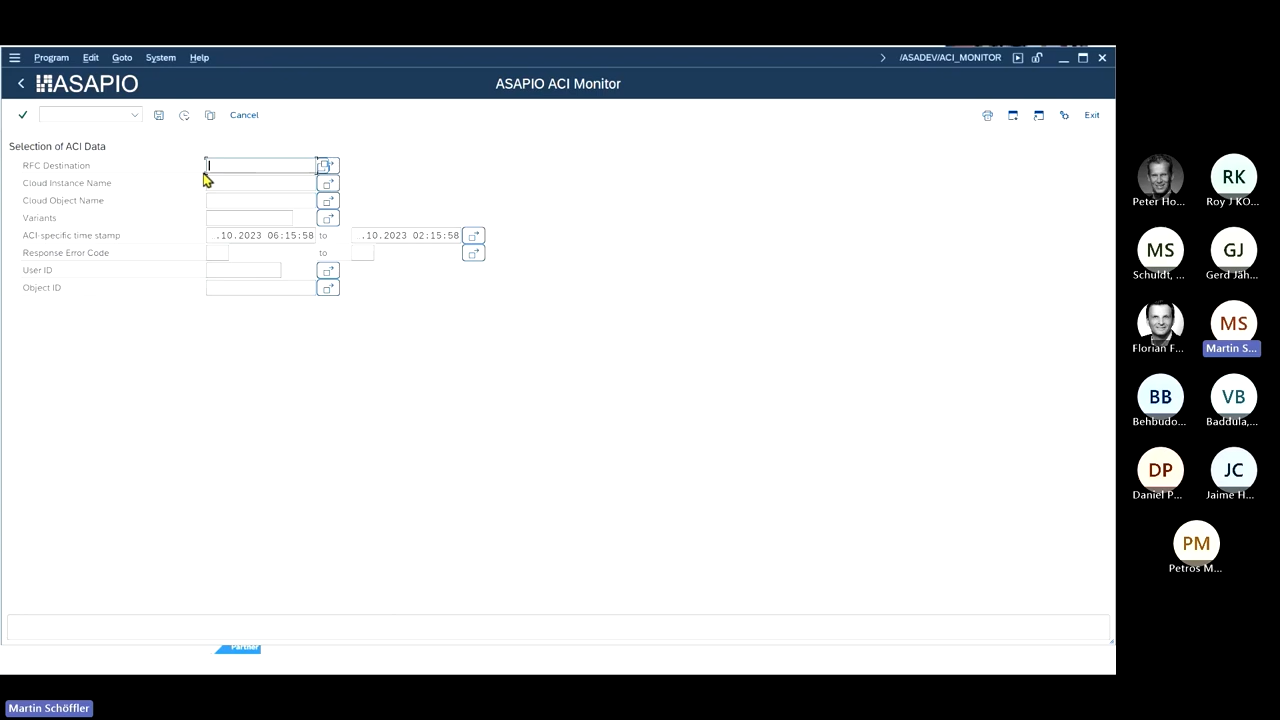 Program Edit Goto System Help
/ASADEV/ACI_MONITOR
ASAPIO
ASAPIO ACI Monitor
Cancel
Exit
Selection of ACI Data
RFC Destination
Cloud Instance Name
Cloud Object Name
Variants
ACI-specific time stamp .10.2023 06:15:58 to .10.2023 02:15:58
Response Error Code to
User ID
Object ID
Partner
Peter Ho...
RK
Roy J KO...
MS
Schuldt, ...
GJ
Gerd Jäh...
Florian F...
MS
Martin S...
BB
Behbudo...
VB
Baddula,...
DP
Daniel P...
JC
Jaime H...
PM
Petros M...
Martin Schöffler